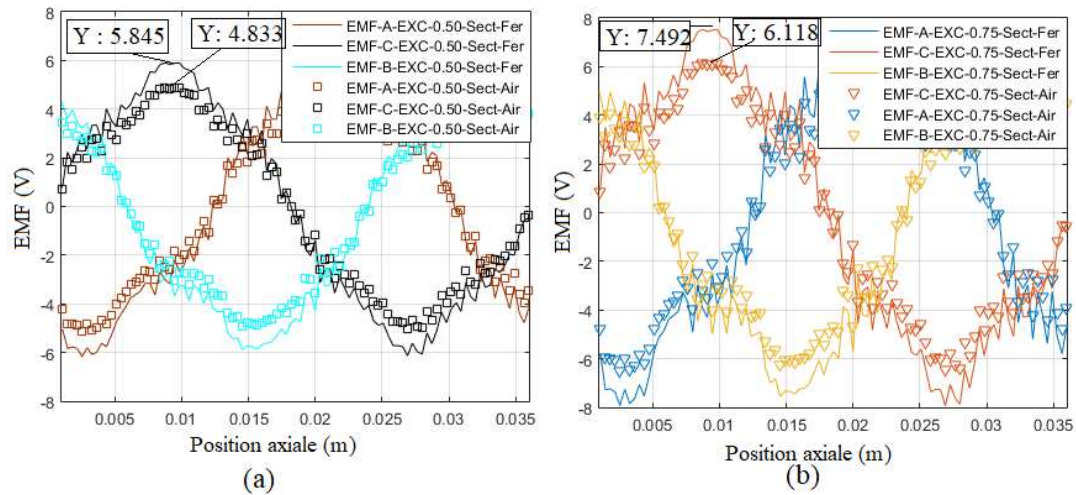 8
6
4
2
0
-2
-4
-6
-8
EMF (V)
Y : 5.845
Y: 4.833
EMF-A-EXC-0.50-Sect-Fer
EMF-C-EXC-0.50-Sect-Fer
EMF-B-EXC-0.50-Sect-Fer
EMF-A-EXC-0.50-Sect-Air
EMF-C-EXC-0.50-Sect-Air
EMF-B-EXC-0.50-Sect-Air
0.005
0.01
0.015
0.02
0.025
0.03
0.036
Position axiale (m)
(a)
8
6
4
2
0
-2
-4
-6
-8
EMF (V)
Y: 7.492
Y: 6.118
EMF-A-EXC-0.75-Sect-Fer
EMF-C-EXC-0.75-Sect-Fer
EMF-B-EXC-0.75-Sect-Fer
EMF-C-EXC-0.75-Sect-Air
EMF-A-EXC-0.75-Sect-Air
EMF-B-EXC-0.75-Sect-Air
0.005
0.01
0.015
0.02
0.025
0.03
0.036
Position axiale (m)
(b)